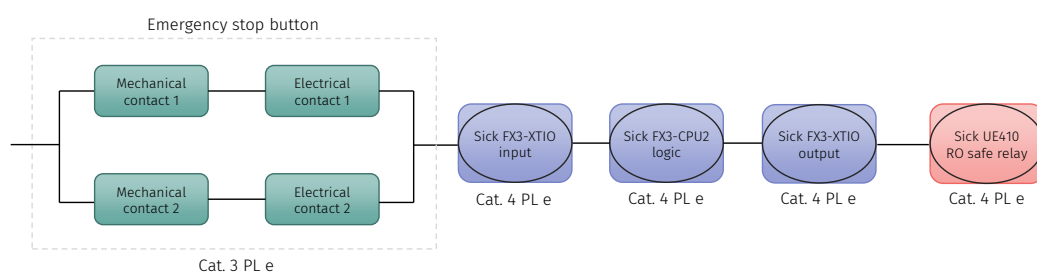 Emergency stop button
Mechanical
contact 1
Electrical
contact 1
Mechanical
contact 2
Electrical
contact 2
Cat. 3 PL e
Sick FX3-XTIO
input
Cat. 4 PL e
Sick FX3-CPU2
logic
Cat. 4 PL e
Sick FX3-XTIO
output
Cat. 4 PL e
Sick UE410
RO safe relay
Cat. 4 PL e